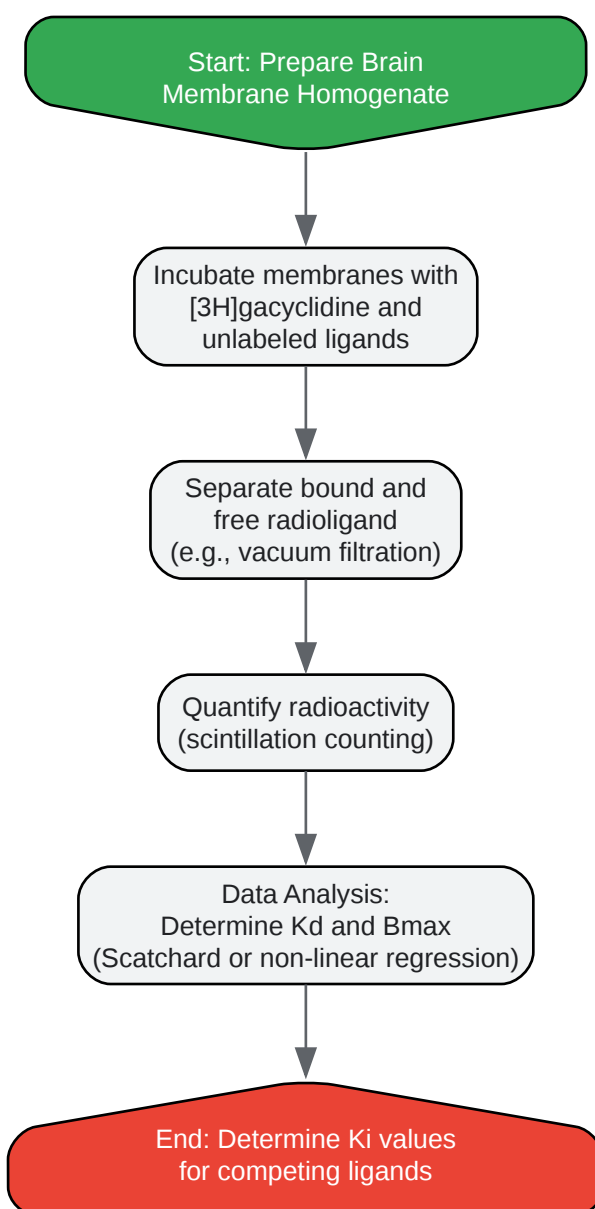 Start: Prepare Brain
Membrane Homogenate
Incubate membranes with
[3H]gacyclidine and
unlabeled ligands
Separate bound and
free radioligand
(e.g., vacuum filtration)
Quantify radioactivity
(scintillation counting)
Data Analysis:
Determine Kd and Bmax
(Scatchard or non-linear regression)
End: Determine Ki values
for competing ligands